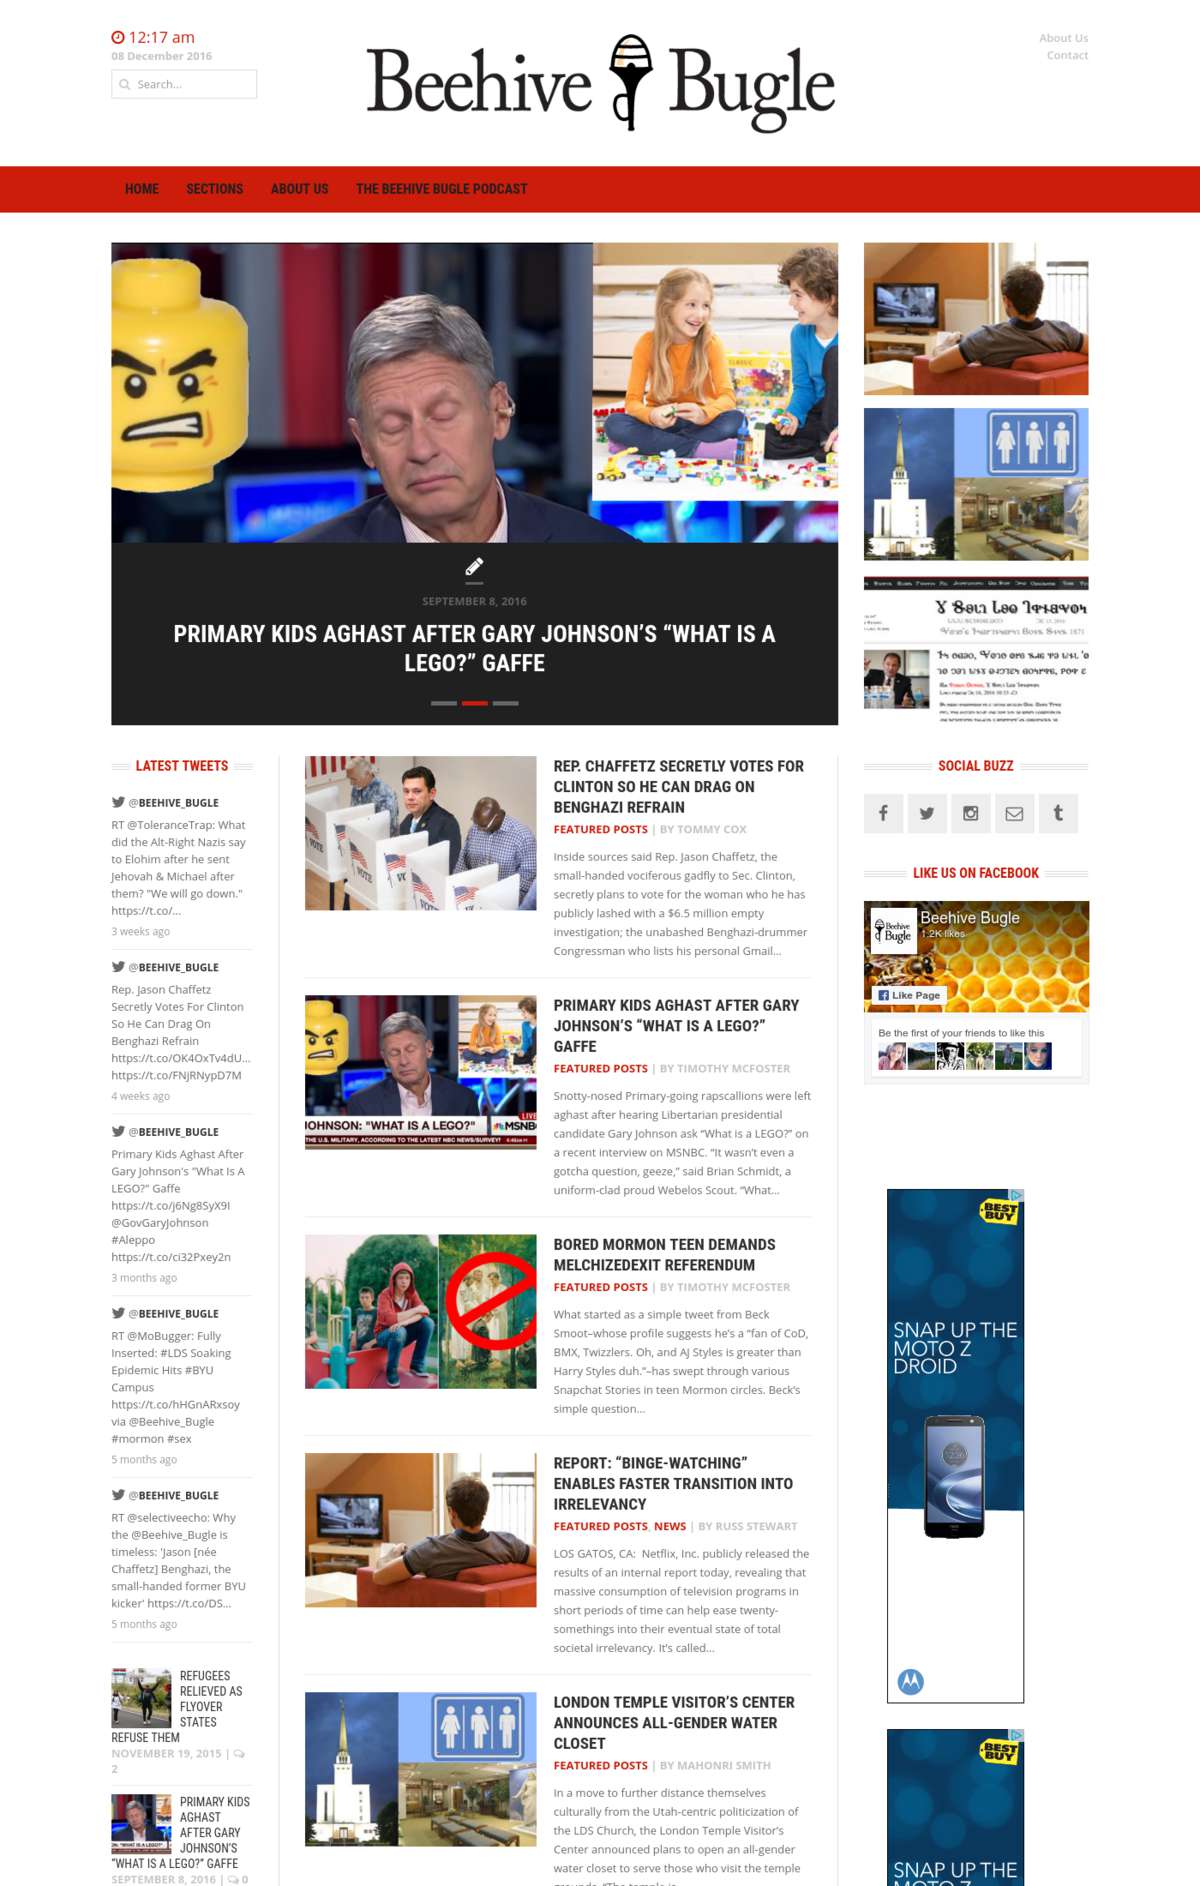 12:17 am
08 December 2016
Search...
Beehive Bugle
About Us
Contact
HOME SECTIONS ABOUT US THE BEEHIVE BUGLE PODCAST
SEPTEMBER 8, 2016
PRIMARY KIDS AGHAST AFTER GARY JOHNSON'S “WHAT IS A
LEGO?” GAFFE
LATEST TWEETS
@BEEHIVE_BUGLE
RT @ToleranceTrap: What
did the Alt-Right Nazis say
to Elohim after he sent
Jehovah & Michael after
them? "We will go down."
https://t.co/...
3 weeks ago
@BEEHIVE_BUGLE
Rep. Jason Chaffetz
Secretly Votes For Clinton
So He Can Drag On
Benghazi Refrain
https://t.co/OK4OxTv4dU...
https://t.co/FNjRNypD7M
4 weeks ago
@BEEHIVE_BUGLE
Primary Kids Aghast After
Gary Johnson's "What Is A
LEGO?" Gaffe
https://t.co/j6Ng8SyX9I
@GovGaryJohnson
#Aleppo
https://t.co/ci32Pxey2n
3 months ago
@BEEHIVE_BUGLE
RT @MoBugger: Fully
Inserted: #LDS Soaking
Epidemic Hits #BYU
Campus
https://t.co/hHGnARxsoy
via @Beehive_Bugle
#mormon #sex
5 months ago
@BEEHIVE_BUGLE
RT @selectiveecho: Why
the @Beehive_Bugle is
timeless: 'Jason [née
Chaffetz] Benghazi, the
small-handed former BYU
kicker' https://t.co/DS...
5 months ago
REFUGEES
RELIEVED AS
FLYOVER
STATES
REFUSE THEM
NOVEMBER 19, 2015 |
2
PRIMARY KIDS
AGHAST
AFTER GARY
JOHNSON'S
“WHAT IS A LEGO?” GAFFE
SEPTEMBER 8, 2016 | 0
VOTE
VOTE
REP. CHAFFETZ SECRETLY VOTES FOR
CLINTON SO HE CAN DRAG ON
BENGHAZI REFRAIN
FEATURED POSTS | BY TOMMY COX
Inside sources said Rep. Jason Chaffetz, the
small-handed vociferous gadfly to Sec. Clinton,
secretly plans to vote for the woman who he has
publicly lashed with a $6.5 million empty
investigation; the unabashed Benghazi-drummer
Congressman who lists his personal Gmail...
LIVE
JOHNSON: "WHAT IS A LEGO?" MSNBC
THE U.S. MILITARY, ACCORDING TO THE LATEST NBC NEWS/SURVEY
PRIMARY KIDS AGHAST AFTER GARY
JOHNSON'S “WHAT IS A LEGO?”
GAFFE
FEATURED POSTS | BY TIMOTHY MCFOSTER
Snotty-nosed Primary-going rapscallions were left
aghast after hearing Libertarian presidential
candidate Gary Johnson ask “What is a LEGO?” on
a recent interview on MSNBC. “It wasn't even a
gotcha question, geeze,” said Brian Schmidt, a
uniform-clad proud Webelos Scout. “What...
BORED MORMON TEEN DEMANDS
MELCHIZEDEXIT REFERENDUM
FEATURED POSTS | BY TIMOTHY MCFOSTER
What started as a simple tweet from Beck
Smoot–whose profile suggests he's a “fan of CoD,
BMX, Twizzlers. Oh, and AJ Styles is greater than
Harry Styles duh.”–has swept through various
Snapchat Stories in teen Mormon circles. Beck's
simple question...
REPORT: “BINGE-WATCHING”
ENABLES FASTER TRANSITION INTO
IRRELEVANCY
FEATURED POSTS, NEWS | BY RUSS STEWART
LOS GATOS, CA: Netflix, Inc. publicly released the
results of an internal report today, revealing that
massive consumption of television programs in
short periods of time can help ease twenty-
somethings into their eventual state of total
societal irrelevancy. It's called...
LONDON TEMPLE VISITOR'S CENTER
ANNOUNCES ALL-GENDER WATER
CLOSET
FEATURED POSTS | BY MAHONRI SMITH
In a move to further distance themselves
culturally from the Utah-centric politicization of
the LDS Church, the London Temple Visitor's
Center announced plans to open an all-gender
water closet to serve those who visit the temple
SOCIAL BUZZ
LIKE US ON FACEBOOK
Beehive Bugle
Beehive Bugle
1.2K likes
Like Page
Be the first of your friends to like this
BEST BUY
SNAP UP THE
MOTO Z
DROID
BEST BUY
SNAP UP THE